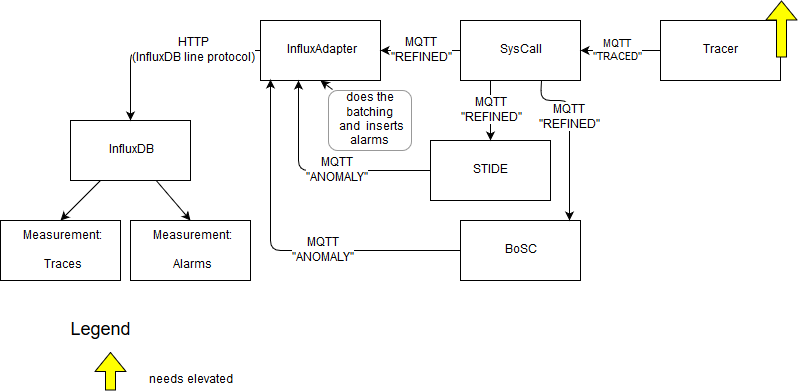 HTTP
(InfluxDB line protocol)
InfluxAdapter
MQTT
"REFINED"
SysCall
MQTT
"TRACED"
Tracer
does the
batching
and inserts
alarms
MQTT
"REFINED"
MQTT
"REFINED"
InfluxDB
MQTT
"ANOMALY"
STIDE
Measurement:
Traces
Measurement:
Alarms
MQTT
"ANOMALY"
BoSC
Legend
needs elevated